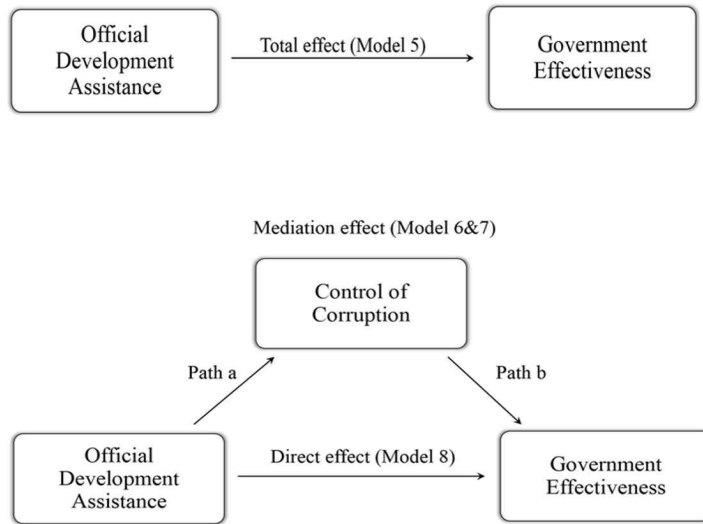 Official
Development
Assistance
Total effect (Model 5)
Government
Effectiveness
Mediation effect (Model 6&7)
Control of
Corruption
Path a
Path b
Official
Development
Assistance
Direct effect (Model 8)
Government
Effectiveness